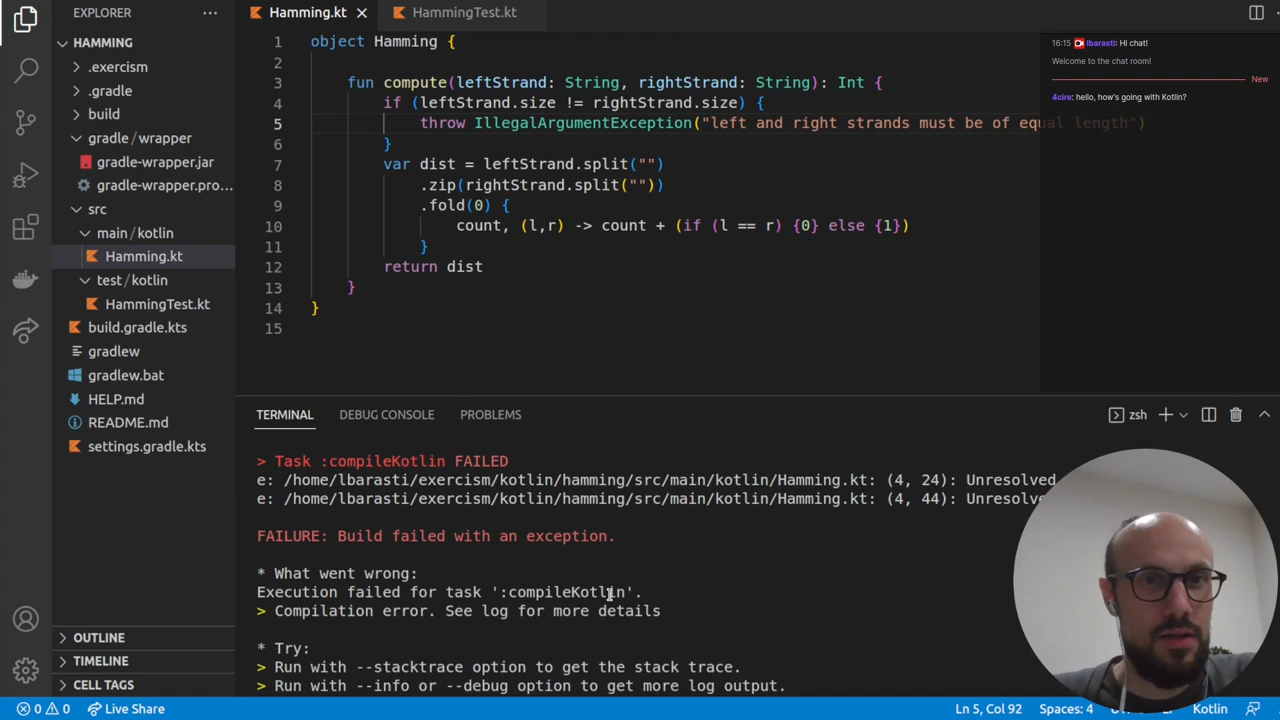 EXPLORER
HAMMING
.exercism
.gradle
build
gradle / wrapper
gradle-wrapper.jar
gradle-wrapper.pro...
src
main / kotlin
Hamming.kt
test / kotlin
HammingTest.kt
build.gradle.kts
gradlew
gradlew.bat
HELP.md
README.md
settings.gradle.kts
OUTLINE
TIMELINE
CELL TAGS
Hamming.kt
HammingTest.kt
1 object Hamming {
2
3 fun compute(leftStrand: String, rightStrand: String): Int {
4 if (leftStrand.size != rightStrand.size) {
5 throw IllegalArgumentException("left and right strands must be of equal length")
6 }
7 var dist = leftStrand.split("")
8 .zip(rightStrand.split(""))
9 .fold(0) {
10 count, (l,r) -> count + (if (l == r) {0} else {1})
11 }
12 return dist
13 }
14 }
15
16:15 lbarasti: Hi chat!
Welcome to the chat room!
New
4cire: hello, how's going with Kotlin?
TERMINAL
DEBUG CONSOLE
PROBLEMS
zsh
> Task :compileKotlin FAILED
e: /home/lbarasti/exercism/kotlin/hamming/src/main/kotlin/Hamming.kt: (4, 24): Unresolved
e: /home/lbarasti/exercism/kotlin/hamming/src/main/kotlin/Hamming.kt: (4, 44): Unresolved
FAILURE: Build failed with an exception.
* What went wrong:
Execution failed for task ':compileKotlin'.
> Compilation error. See log for more details
* Try:
> Run with --stacktrace option to get the stack trace.
> Run with --info or --debug option to get more log output.
0 0 Live Share
Ln 5, Col 92
Spaces: 4
Kotlin